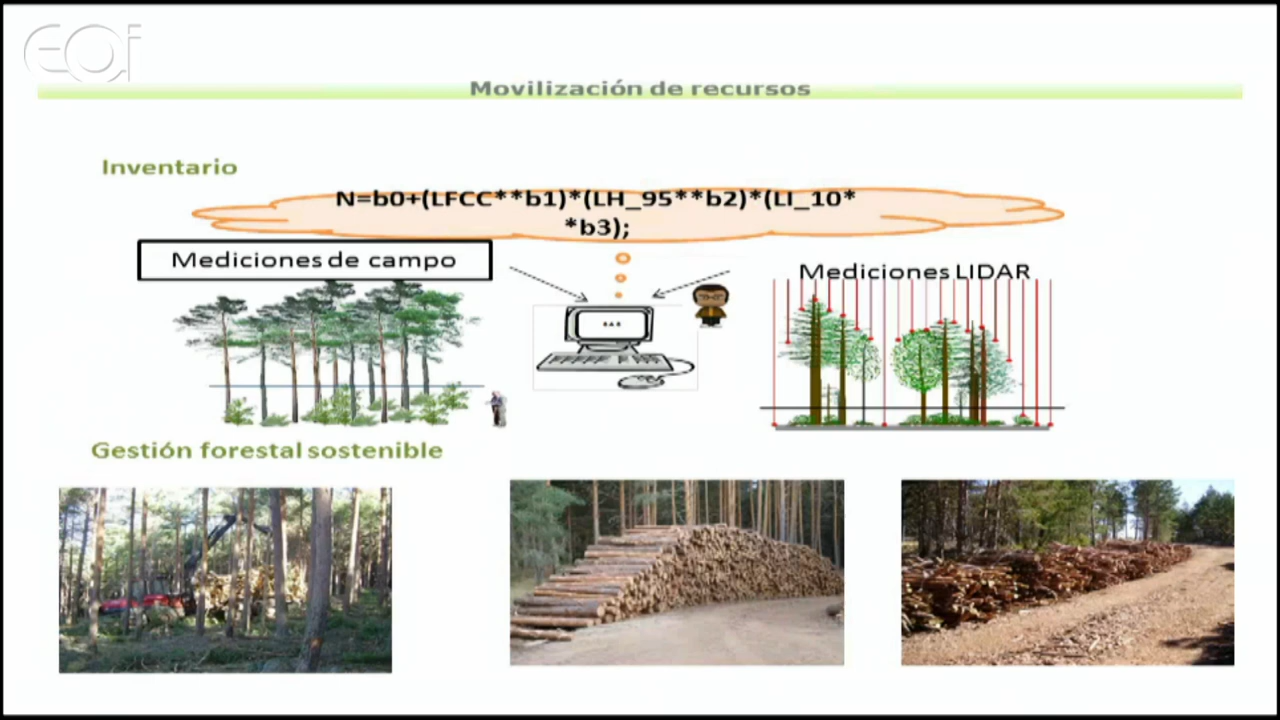 eoi
Movilización de recursos
Inventario
N=b0+(LFCC**b1)*(LH_95**b2)*(LI_10*
*b3);
Mediciones de campo
Mediciones LIDAR
Gestión forestal sostenible